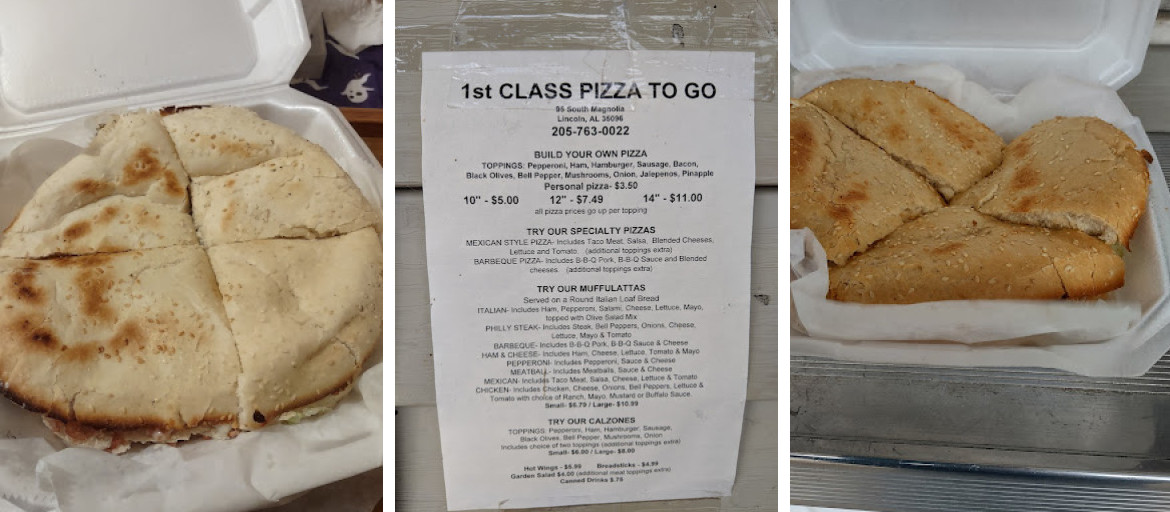 1st CLASS PIZZA TO GO
95 South Magnolia
Lincoln, AL 35096
205-763-0022
BUILD YOUR OWN PIZZA
TOPPINGS: Pepperoni, Ham, Hamburger, Sausage, Bacon,
Black Olives, Bell Pepper, Mushrooms, Onion, Jalepenos, Pinapple
Personal pizza- $3.50
10" - $5.00 12" - $7.49 14" - $11.00
all pizza prices go up per topping
TRY OUR SPECIALTY PIZZAS
MEXICAN STYLE PIZZA- Includes Taco Meat, Salsa, Blended Cheeses,
Lettuce and Tomato. (additional toppings extra)
BARBEQUE PIZZA- Includes B-B-Q Pork, B-B-Q Sauce and Blended
cheeses. (additional toppings extra)
TRY OUR MUFFULATTAS
Served on a Round Italian Loaf Bread
ITALIAN- Includes Ham, Pepperoni, Salami, Cheese, Lettuce, Mayo,
topped with Olive Salad Mix
PHILLY STEAK- Includes Steak, Bell Peppers, Onions, Cheese,
Lettuce, Mayo & Tomato
BARBEQUE- Includes B-B-Q Pork, B-B-Q Sauce & Cheese
HAM & CHEESE- Includes Ham, Cheese, Lettuce, Tomato & Mayo
PEPPERONI- Includes Pepperoni, Sauce & Cheese
MEATBALL- Includes Meatballs, Sauce & Cheese
MEXICAN- Includes Taco Meat, Salsa, Cheese, Lettuce & Tomato
CHICKEN- Includes Chicken, Cheese, Onions, Bell Peppers, Lettuce &
Tomato with choice of Ranch, Mayo, Mustard or Buffalo Sauce
Small- $5.79 / Large- $10.99
TRY OUR CALZONES
TOPPINGS: Pepperoni, Ham, Hamburger, Sausage,
Black Olives, Bell Pepper, Mushrooms, Onion
Includes choice of two toppings (additional toppings extra)
Small- $6.00 / Large- $8.00
Hot Wings - $5.99 Breadsticks - $4.99
Garden Salad $4.00 (additional meat toppings extra)
Canned Drinks $.75